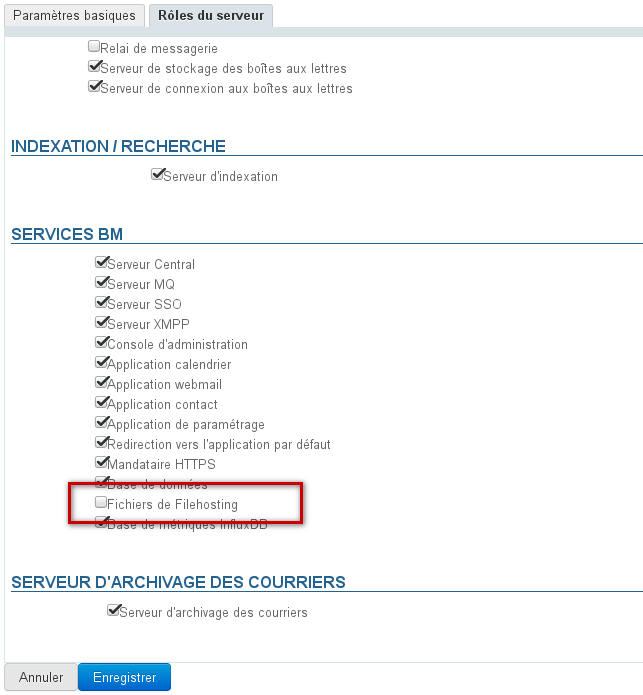 Paramètres basiques
Rôles du serveur
Relai de messagerie
Serveur de stockage des boîtes aux lettres
Serveur de connexion aux boîtes aux lettres
INDEXATION / RECHERCHE
Serveur d'indexation
SERVICES BM
Serveur Central
Serveur MQ
Serveur SSO
Serveur XMPP
Console d'administration
Application calendrier
Application webmail
Application contact
Application de paramétrage
Redirection vers l'application par défaut
Mandataire HTTPS
Base de données
Fichiers de Filehosting
Base de métriques InfluxDB
SERVEUR D'ARCHIVAGE DES COURRIERS
Serveur d'archivage des courriers
Annuler
Enregistrer